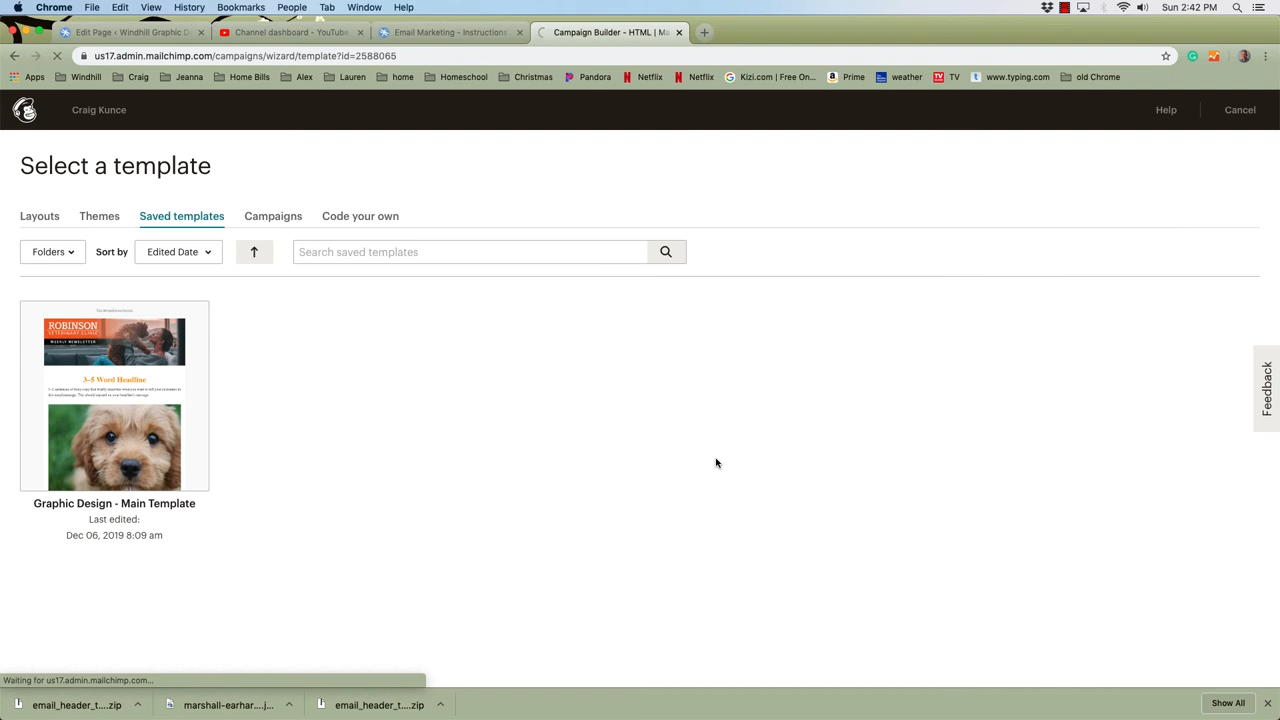 Chrome File Edit View History Bookmarks People Tab Window Help Sun 2:42 PM
Edit Page ‹ Windhill Graphic D Channel dashboard - YouTube Email Marketing - Instructions Campaign Builder - HTML | Ma
us17.admin.mailchimp.com/campaigns/wizard/template?id=2588065
Apps Windhill Craig Jeanna Home Bills Alex Lauren home Homeschool Christmas Pandora Netflix Netflix Kizi.com | Free On... Prime weather TV www.typing.com old Chrome
Craig Kunce Help Cancel
Select a template
Layouts Themes Saved templates Campaigns Code your own
Folders Sort by Edited Date Search saved templates
ROBINSON
VETERINARY CLINIC
WEEKLY NEWSLETTER
3–5 Word Headline
Feedback
Graphic Design - Main Template
Last edited:
Dec 06, 2019 8:09 am
Waiting for us17.admin.mailchimp.com...
email_header_t....zip marshall-earhar....j... email_header_t....zip Show All